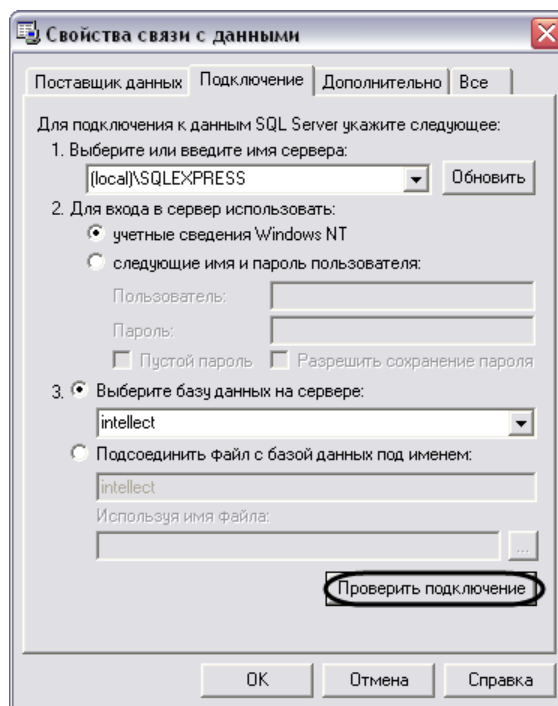 Свойства связи с данными
Поставщик данных Подключение Дополнительно Все
Для подключения к данным SQL Server укажите следующее:
1. Выберите или введите имя сервера:
(local)\SQLEXPRESS Обновить
2. Для входа в сервер использовать:
учетные сведения Windows NT
следующие имя и пароль пользователя:
Пользователь:
Пароль:
Пустой пароль Разрешить сохранение пароля
3. Выберите базу данных на сервере:
intellect
Подсоединить файл с базой данных под именем:
intellect
Используя имя файла:
...
Проверить подключение
OK Отмена Справка